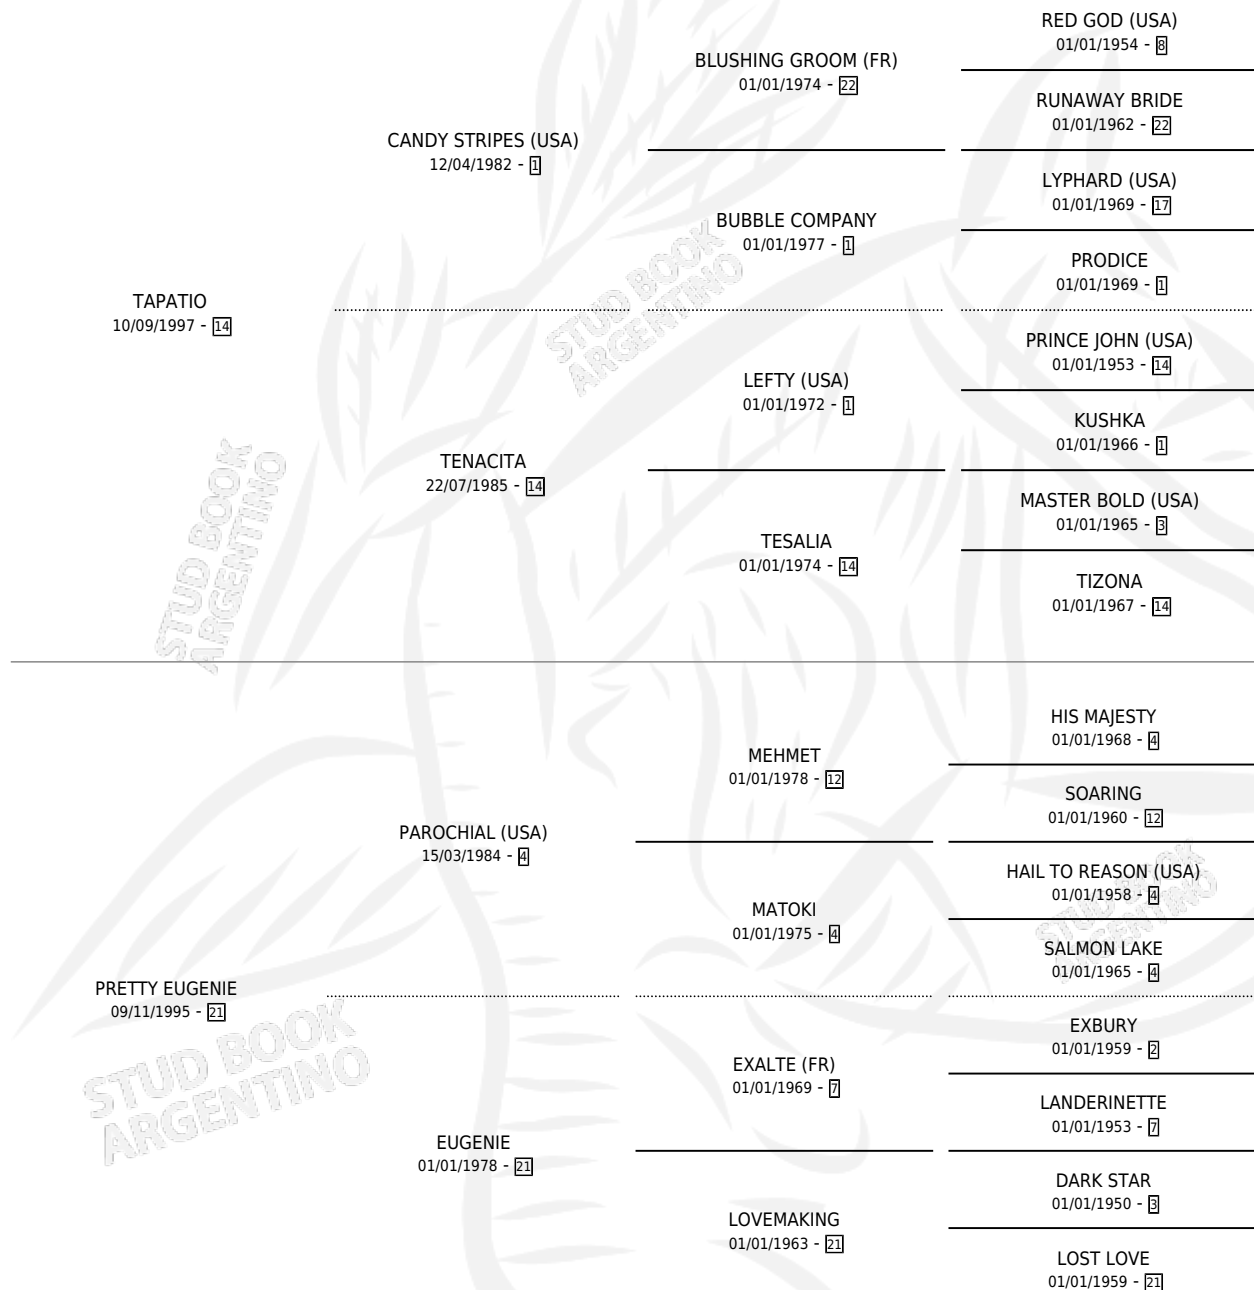 RED GOD (USA)
01/01/1954 - 8
BLUSHING GROOM (FR)
01/01/1974 - 22
RUNAWAY BRIDE
01/01/1962 - 22
CANDY STRIPES (USA)
12/04/1982 - 1
LYPHARD (USA)
01/01/1969 - 17
BUBBLE COMPANY
01/01/1977 - 1
PRODICE
01/01/1969 - 1
STUD BOOK
ARGENTINO
TAPATIO
10/09/1997 - 14
PRINCE JOHN (USA)
01/01/1953 - 14
LEFTY (USA)
01/01/1972 - 1
KUSHKA
01/01/1966 - 1
TENACITA
22/07/1985 - 14
MASTER BOLD (USA)
01/01/1965 - 3
TESALIA
01/01/1974 - 14
TIZONA
01/01/1967 - 14
STUD BOOK
ARGENTINO
HIS MAJESTY
01/01/1968 - 4
MEHMET
01/01/1978 - 12
SOARING
01/01/1960 - 12
PAROCHIAL (USA)
15/03/1984 - 4
HAIL TO REASON (USA)
01/01/1958 - 4
MATOKI
01/01/1975 - 4
SALMON LAKE
01/01/1965 - 4
STUD BOOK
ARGENTINO
PRETTY EUGENIE
09/11/1995 - 21
EXBURY
01/01/1959 - 2
EXALTE (FR)
01/01/1969 - 7
LANDERINETTE
01/01/1953 - 7
STUD BOOK
ARGENTINO
EUGENIE
01/01/1978 - 21
DARK STAR
01/01/1950 - 3
LOVEMAKING
01/01/1963 - 21
LOST LOVE
01/01/1959 - 21